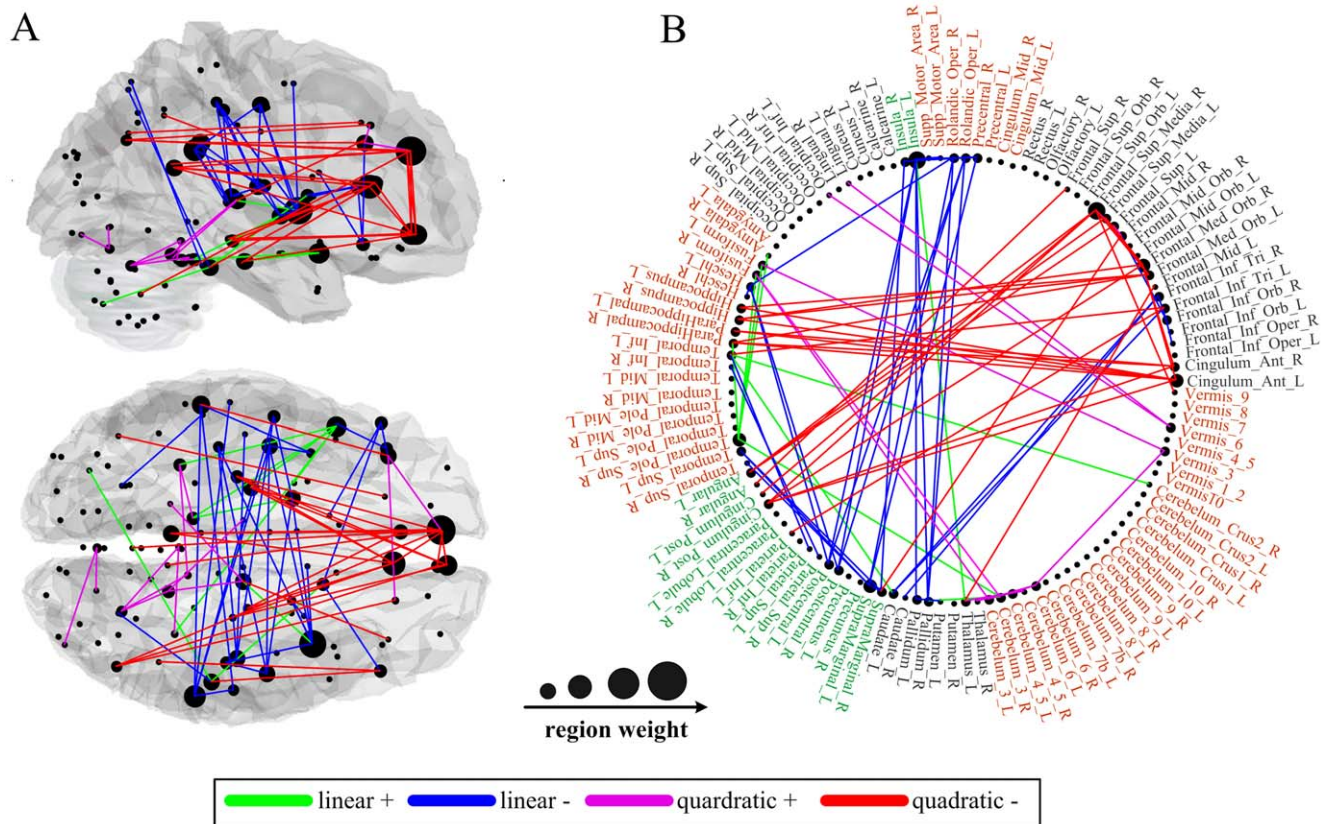 A
B
Insula_R
Insula_L
Supp_Motor_Area_R
Supp_Motor_Area_L
Rolandic_Oper_R
Rolandic_Oper_L
Precentral_R
Precentral_L
Cingulum_Mid_R
Cingulum_Mid_L
Rectus_R
Rectus_L
Olfactory_R
Olfactory_L
Frontal_Sup_R
Frontal_Sup_Orb_R
Frontal_Sup_Orb_L
Frontal_Sup_Media_R
Frontal_Sup_Media_L
Frontal_Sup_L
Frontal_Mid_R
Frontal_Mid_Orb_R
Frontal_Mid_Orb_L
Frontal_Med_Orb_R
Frontal_Med_Orb_L
Frontal_Mid_L
Frontal_Inf_Tri_R
Frontal_Inf_Tri_L
Frontal_Inf_Orb_R
Frontal_Inf_Orb_L
Frontal_Inf_Oper_R
Frontal_Inf_Oper_L
Cingulum_Ant_R
Cingulum_Ant_L
Vermis_9
Vermis_8
Vermis_7
Vermis_6
Vermis_4_5
Vermis_3
Vermis_1_2
Vermis10
Cerebelum_Crus2_R
Cerebelum_Crus2_L
Cerebelum_Crus1_R
Cerebelum_Crus1_L
Cerebelum_10_R
Cerebelum_10_L
Cerebelum_9_R
Cerebelum_9_L
Cerebelum_8_R
Cerebelum_8_L
Cerebelum_7b_R
Cerebelum_7b_L
Cerebelum_6_R
Cerebelum_6_L
Cerebelum_4_5_R
Cerebelum_4_5_L
Cerebelum_3_R
Cerebelum_3_L
Thalamus_R
Thalamus_L
Putamen_R
Putamen_L
Pallidum_R
Pallidum_L
Caudate_R
Caudate_L
SupraMarginal_R
SupraMarginal_L
Precuneus_R
Precuneus_L
Postcentral_R
Postcentral_L
Parietal_Sup_R
Parietal_Sup_L
Parietal_Inf_R
Parietal_Inf_L
Paracentral_Lobule_R
Paracentral_Lobule_L
Cingulum_Post_R
Cingulum_Post_L
Angular_R
Angular_L
Temporal_Sup_R
Temporal_Sup_L
Temporal_Pole_Sup_R
Temporal_Pole_Sup_L
Temporal_Pole_Mid_R
Temporal_Pole_Mid_L
Temporal_Mid_R
Temporal_Mid_L
Temporal_Inf_R
Temporal_Inf_L
ParaHippocampal_R
ParaHippocampal_L
Hippocampus_R
Hippocampus_L
Heschl_R
Heschl_L
Fusiform_R
Fusiform_L
Amygdala_R
Amygdala_L
Occipital_Sup_R
Occipital_Sup_L
Occipital_Mid_R
Occipital_Mid_L
Occipital_Inf_R
Occipital_Inf_L
Lingual_R
Lingual_L
Cuneus_R
Cuneus_L
Calcarine_R
Calcarine_L
region weight
linear +
linear -
quardratic +
quadratic -